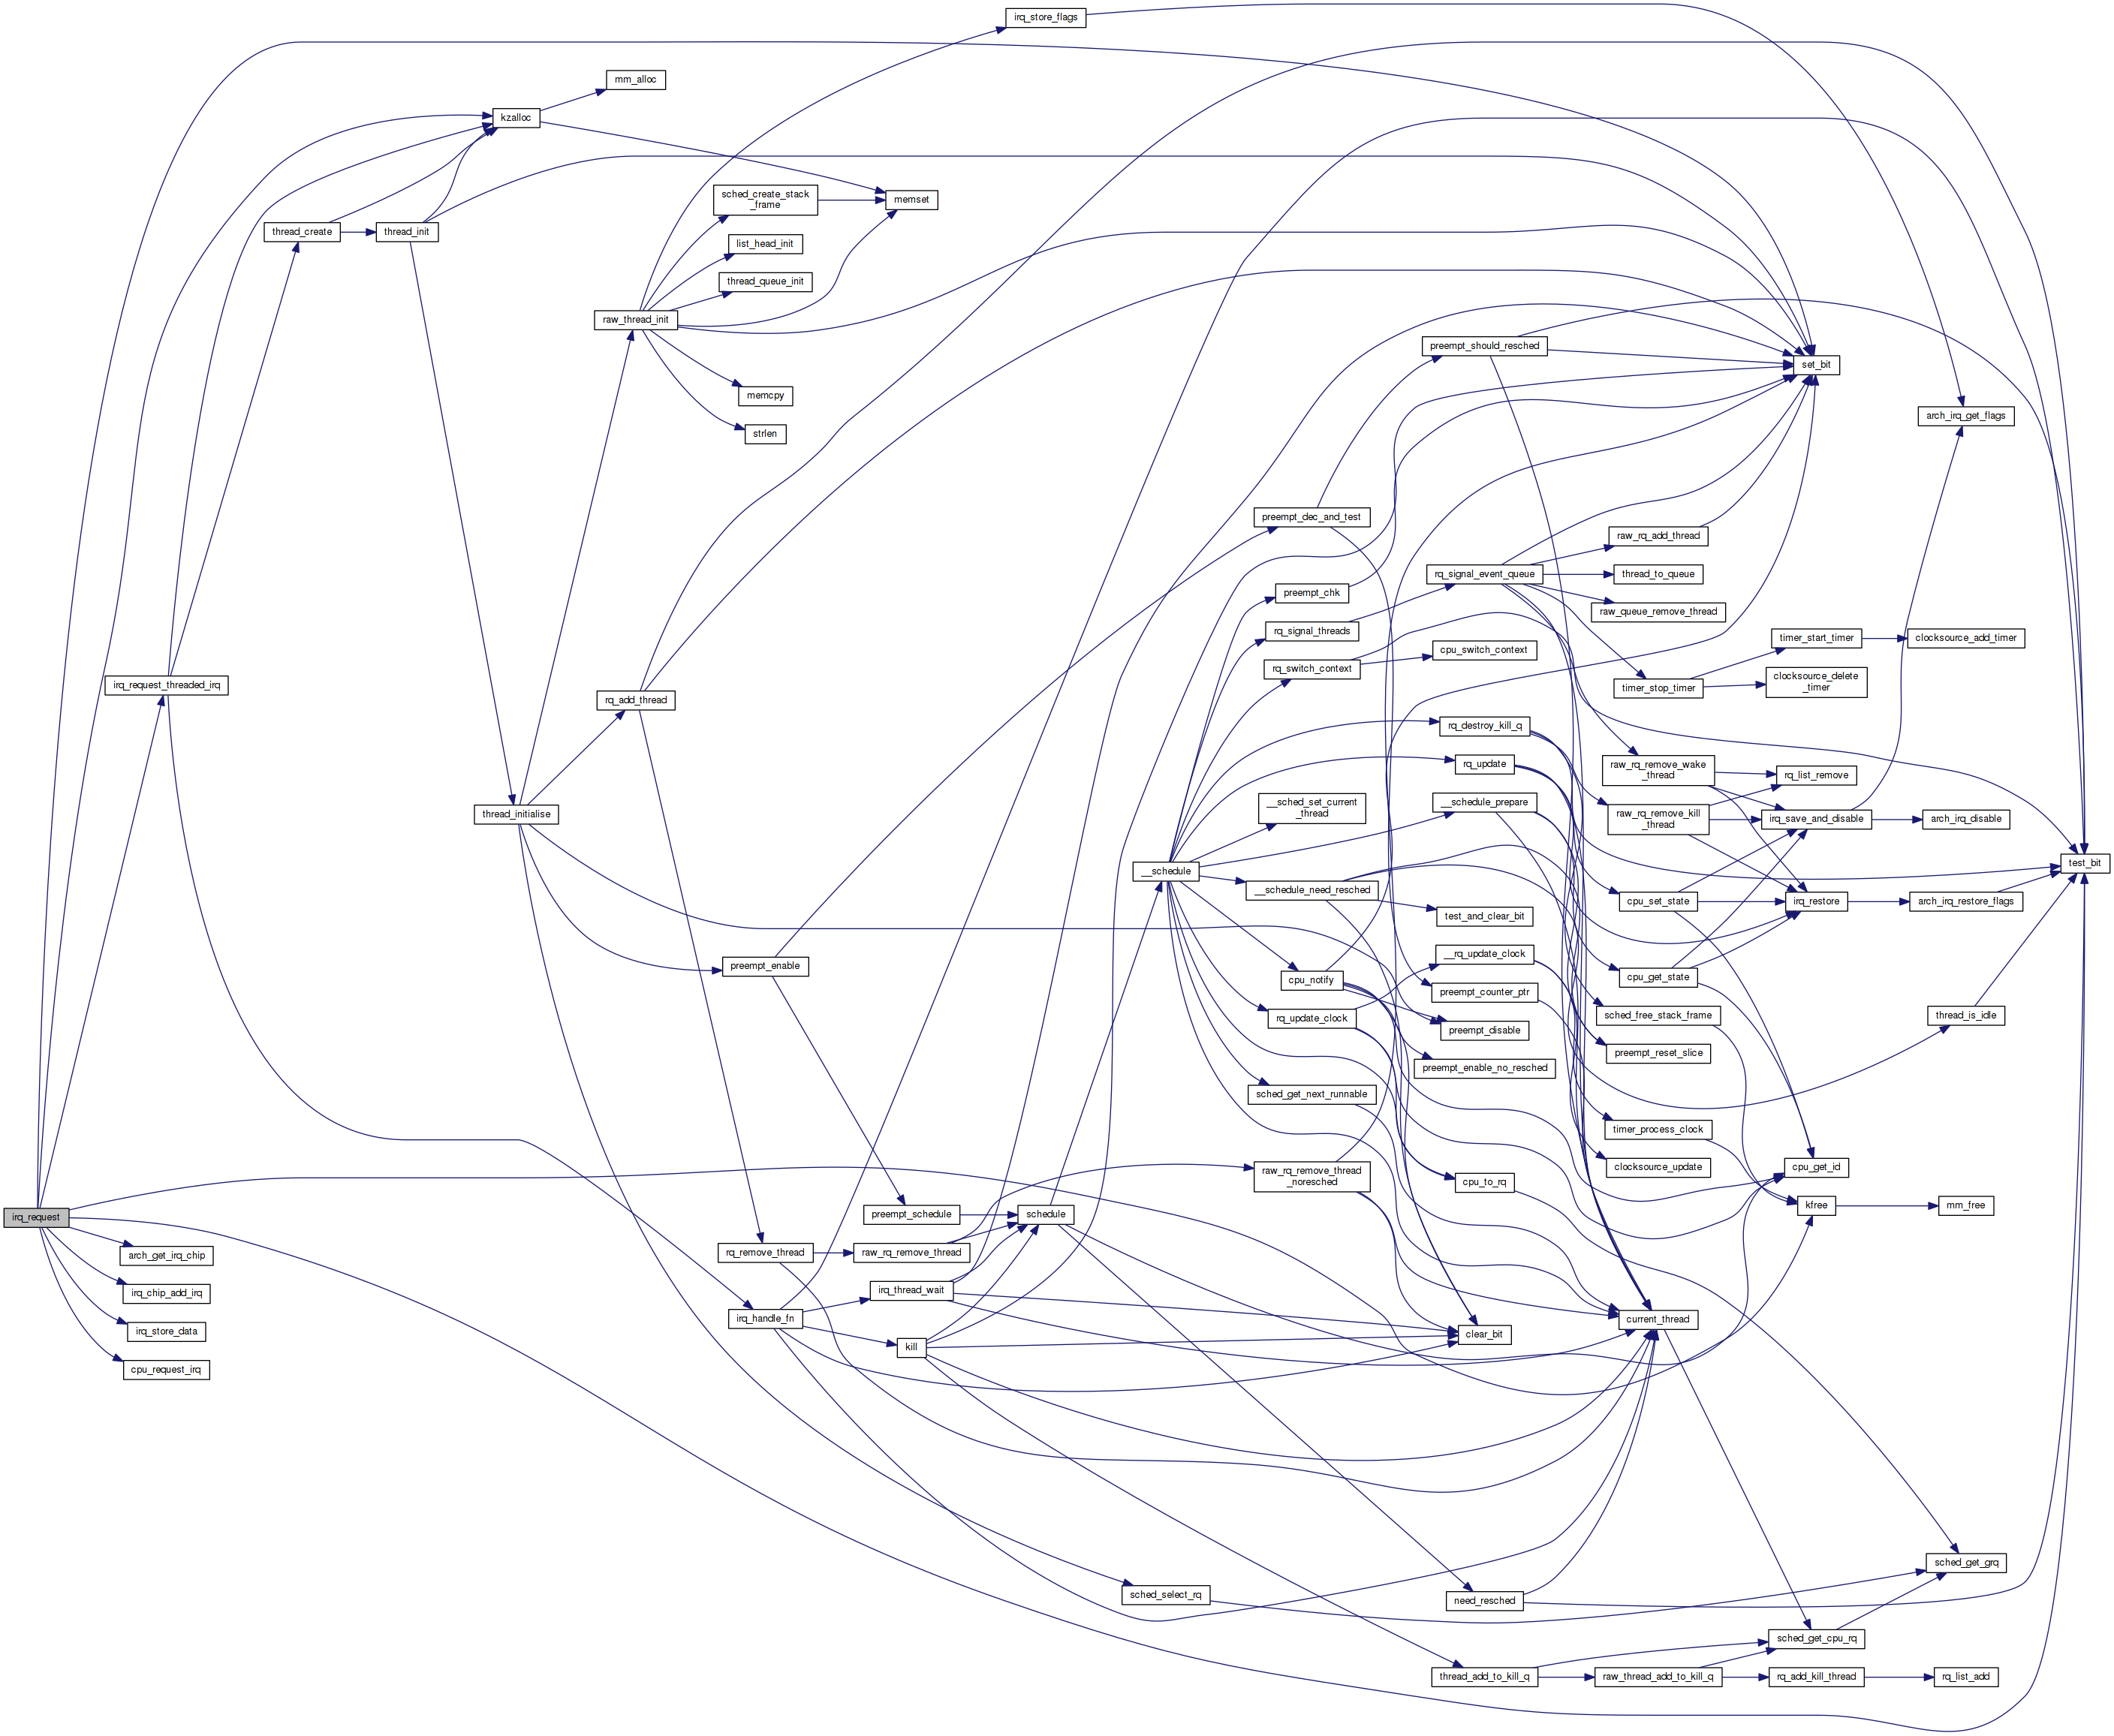 irq_store_flags
mm_alloc
kzalloc
sched_create_stack
_frame
memset
thread_create
thread_init
list_head_init
thread_queue_init
raw_thread_init
preempt_should_resched
set_bit
memcpy
arch_irq_get_flags
strlen
preempt_dec_and_test
raw_rq_add_thread
rq_signal_event_queue
thread_to_queue
preempt_chk
raw_queue_remove_thread
rq_signal_threads
timer_start_timer
clocksource_add_timer
cpu_switch_context
rq_switch_context
irq_request_threaded_irq
timer_stop_timer
clocksource_delete
_timer
rq_add_thread
rq_destroy_kill_q
rq_update
raw_rq_remove_wake
_thread
rq_list_remove
__sched_set_current
_thread
__schedule_prepare
thread_initialise
raw_rq_remove_kill
_thread
irq_save_and_disable
arch_irq_disable
test_bit
__schedule
__schedule_need_resched
cpu_set_state
irq_restore
arch_irq_restore_flags
test_and_clear_bit
__rq_update_clock
preempt_enable
cpu_notify
cpu_get_state
preempt_counter_ptr
rq_update_clock
sched_free_stack_frame
thread_is_idle
preempt_disable
preempt_reset_slice
preempt_enable_no_resched
sched_get_next_runnable
timer_process_clock
raw_rq_remove_thread
_noresched
clocksource_update
cpu_get_id
cpu_to_rq
kfree
mm_free
irq_request
preempt_schedule
schedule
arch_get_irq_chip
rq_remove_thread
raw_rq_remove_thread
irq_chip_add_irq
irq_thread_wait
irq_handle_fn
current_thread
irq_store_data
clear_bit
kill
cpu_request_irq
sched_get_grq
sched_select_rq
need_resched
sched_get_cpu_rq
thread_add_to_kill_q
raw_thread_add_to_kill_q
rq_add_kill_thread
rq_list_add